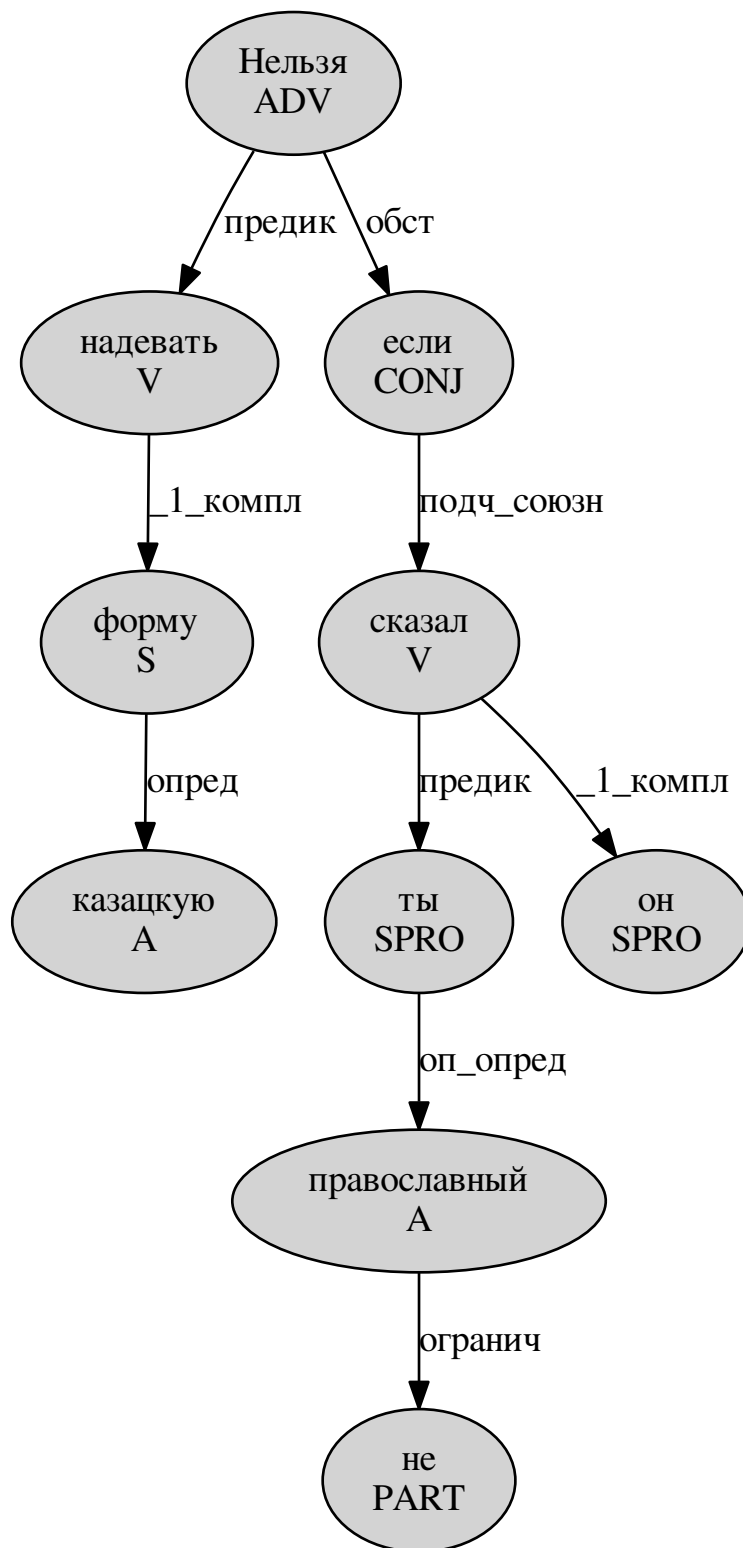 Нельзя
ADV
предик
обст
надевать
V
если
CONJ
_1_компл
подч_союзн
форму
S
сказал
V
опред
предик
_1_компл
казацкую
A
ты
SPRO
он
SPRO
оп_опред
православный
A
огранич
не
PART